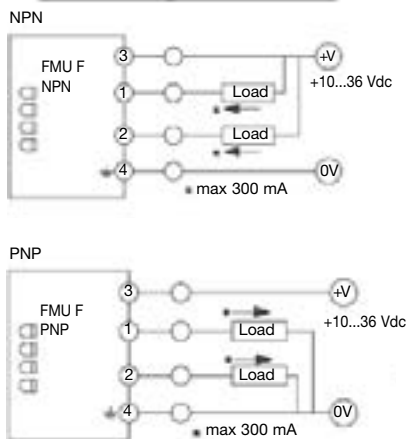 NPN
3
+V
FMU F
NPN
+10...36 Vdc
1
Load
2
Load
4
0V
max 300 mA
PNP
3
+V
FMU F
PNP
+10...36 Vdc
1
Load
2
Load
4
0V
max 300 mA